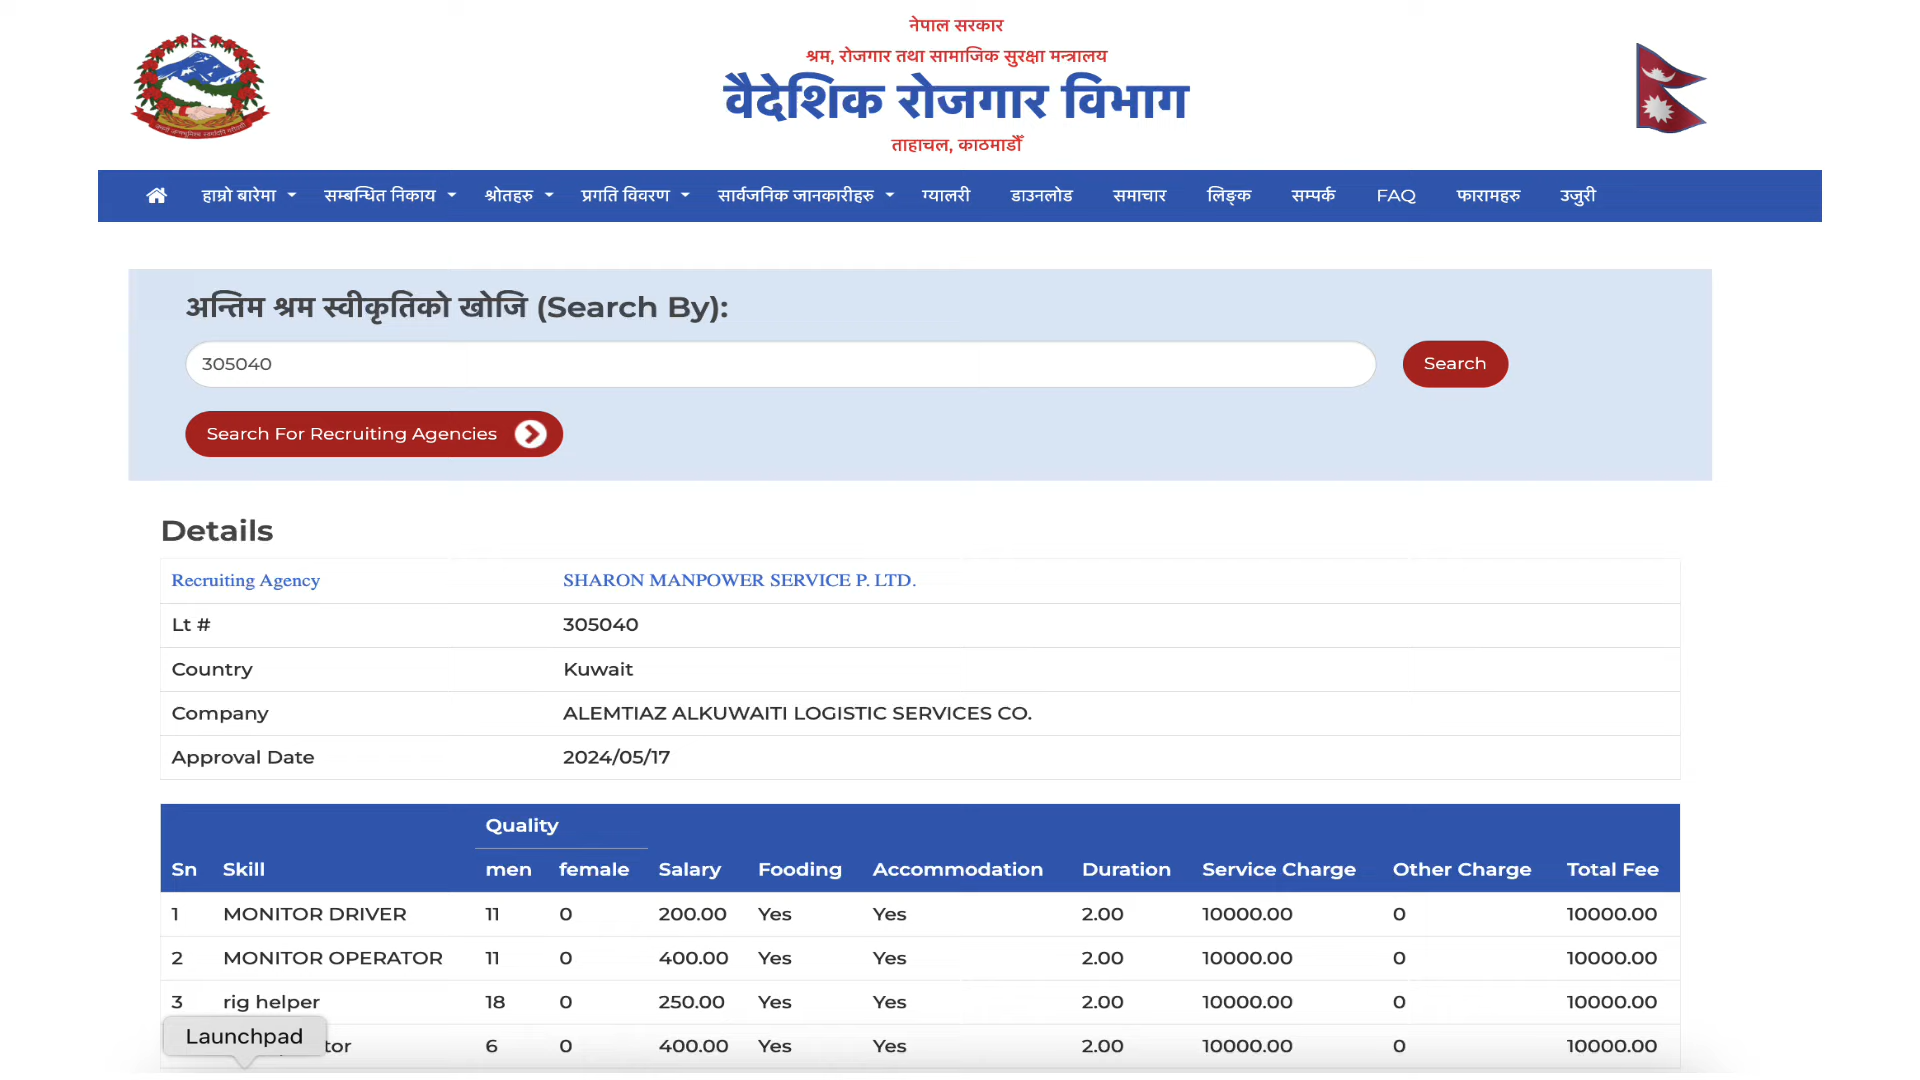 नेपाल सरकार
श्रम, रोजगार तथा सामाजिक सुरक्षा मन्त्रालय
वैदेशिक रोजगार विभाग
ताहाचल, काठमाडौँ
हाम्रो बारेमा सम्बन्धित निकाय श्रोतहरु प्रगति विवरण सार्वजनिक जानकारीहरु ग्यालरी डाउनलोड समाचार लिङ्क सम्पर्क FAQ फारामहरु उजुरी
अन्तिम श्रम स्वीकृतिको खोजि (Search By):
305040 Search
Search For Recruiting Agencies
Details
Recruiting Agency SHARON MANPOWER SERVICE P. LTD.
Lt # 305040
Country Kuwait
Company ALEMTIAZ ALKUWAITI LOGISTIC SERVICES CO.
Approval Date 2024/05/17
Quality
Sn Skill men female Salary Fooding Accommodation Duration Service Charge Other Charge Total Fee
1 MONITOR DRIVER 11 0 200.00 Yes Yes 2.00 10000.00 0 10000.00
2 MONITOR OPERATOR 11 0 400.00 Yes Yes 2.00 10000.00 0 10000.00
3 rig helper 18 0 250.00 Yes Yes 2.00 10000.00 0 10000.00
Launchpad
6 0 400.00 Yes Yes 2.00 10000.00 0 10000.00